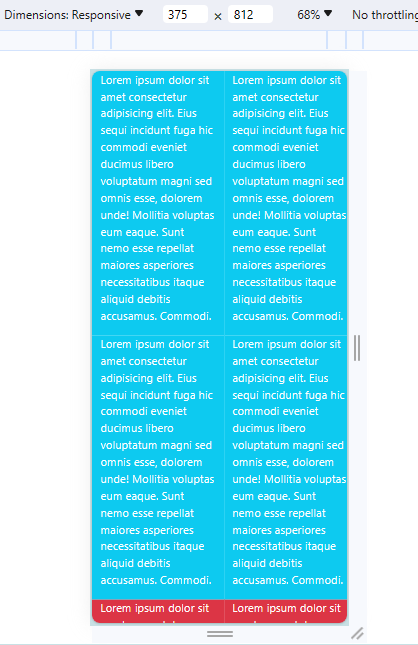 Dimensions: Responsive 375 × 812 68% No throttling
Lorem ipsum dolor sit
amet consectetur
adipisicing elit. Eius
sequi incidunt fuga hic
commodi eveniet
ducimus libero
voluptatum magni sed
omnis esse, dolorem
unde! Mollitia voluptas
eum eaque. Sunt
nemo esse repellat
maiores asperiores
necessitatibus itaque
aliquid debitis
accusamus. Commodi.
Lorem ipsum dolor sit
amet consectetur
adipisicing elit. Eius
sequi incidunt fuga hic
commodi eveniet
ducimus libero
voluptatum magni sed
omnis esse, dolorem
unde! Mollitia voluptas
eum eaque. Sunt
nemo esse repellat
maiores asperiores
necessitatibus itaque
aliquid debitis
accusamus. Commodi.
Lorem ipsum dolor sit
amet consectetur
adipisicing elit. Eius
sequi incidunt fuga hic
commodi eveniet
ducimus libero
voluptatum magni sed
omnis esse, dolorem
unde! Mollitia voluptas
eum eaque. Sunt
nemo esse repellat
maiores asperiores
necessitatibus itaque
aliquid debitis
accusamus. Commodi.
Lorem ipsum dolor sit
amet consectetur
adipisicing elit. Eius
sequi incidunt fuga hic
commodi eveniet
ducimus libero
voluptatum magni sed
omnis esse, dolorem
unde! Mollitia voluptas
eum eaque. Sunt
nemo esse repellat
maiores asperiores
necessitatibus itaque
aliquid debitis
accusamus. Commodi.
Lorem ipsum dolor sit
Lorem ipsum dolor sit